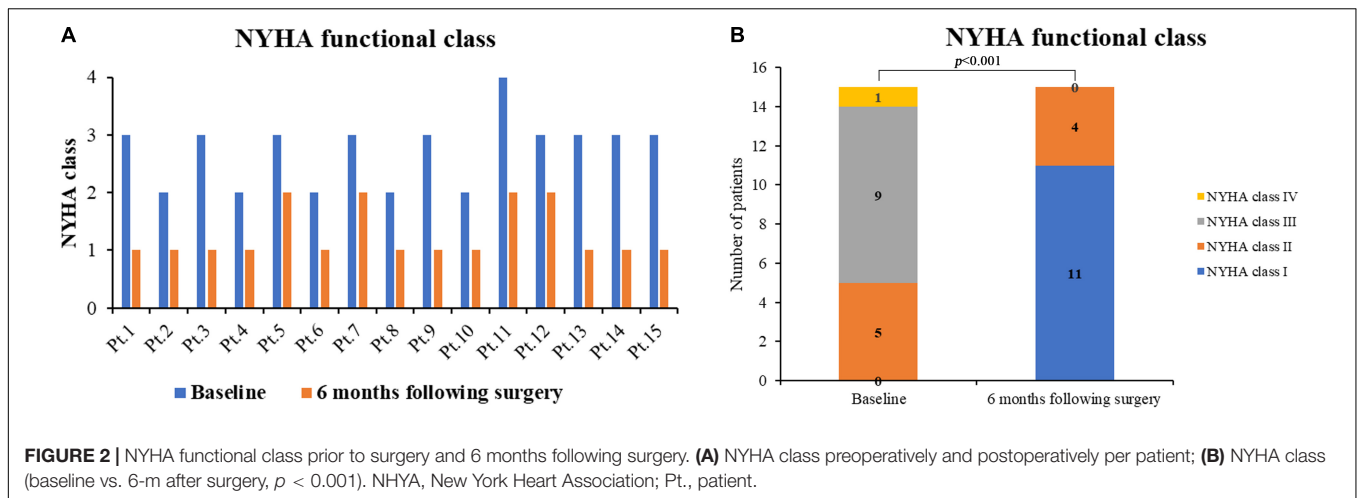 A
NYHA functional class
4
3
2
1
0
NYHA class
Pt.1 Pt.2 Pt.3 Pt.4 Pt.5 Pt.6 Pt.7 Pt.8 Pt.9 Pt.10 Pt.11 Pt.12 Pt.13 Pt.14 Pt.15
Baseline 6 months following surgery
B
NYHA functional class
p<0.001
16
14
12
10
8
6
4
2
0
Number of patients
1
9
5
0
0
4
11
Baseline 6 months following surgery
NYHA class IV
NYHA class III
NYHA class II
NYHA class I
FIGURE 2 | NYHA functional class prior to surgery and 6 months following surgery. (A) NYHA class preoperatively and postoperatively per patient; (B) NYHA class
(baseline vs. 6-m after surgery, p < 0.001). NHYA, New York Heart Association; Pt., patient.